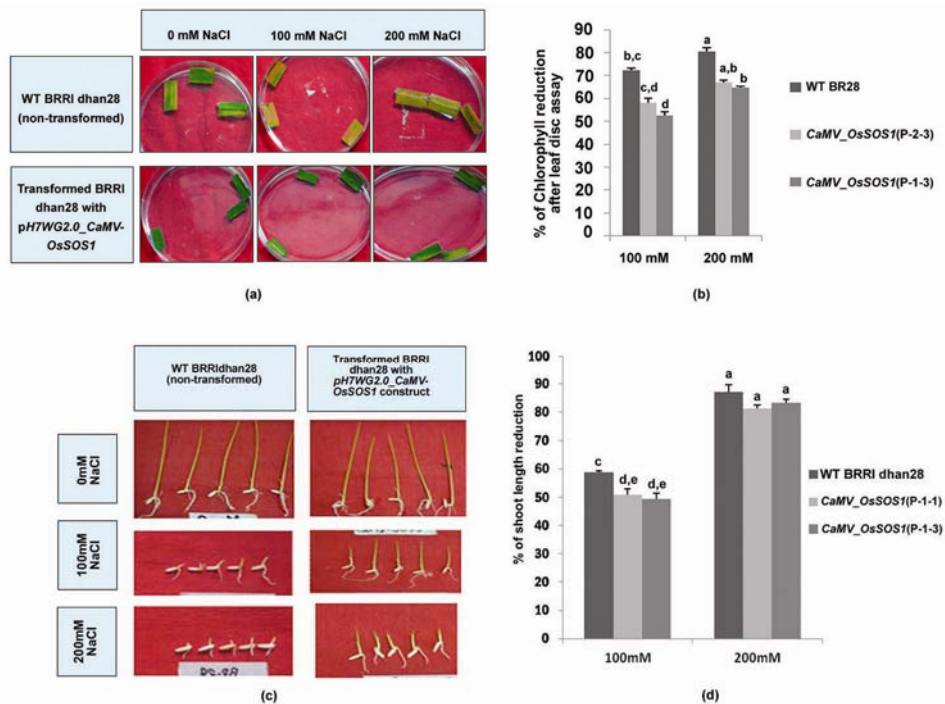 0 mM NaCl 100 mM NaCl 200 mM NaCl
WT BRRI dhan28
(non-transformed)
Transformed BRRI
dhan28 with
pH7WG2.0_CaMV-
OsSOS1
(a)
% of Chlorophyll reduction
after leaf disc assay
90
80
70
60
50
40
30
20
10
0
b,c
c,d
d
a
a,b
b
100 mM 200 mM
WT BR28
CaMV_OsSOS1(P-2-3)
CaMV_OsSOS1(P-1-3)
(b)
WT BRRIdhan28
(non-transformed)
Transformed BRRI
dhan28 with
pH7WG2.0_CaMV-
OsSOS1 construct
0mM
NaCl
100mM
NaCl
200mM
NaCl
(c)
% of shoot length reduction
100
90
80
70
60
50
40
30
20
10
0
c
d,e
d,e
a
a
a
100mM 200mM
WT BRRI dhan28
CaMV_OsSOS1(P-1-1)
CaMV_OsSOS1(P-1-3)
(d)